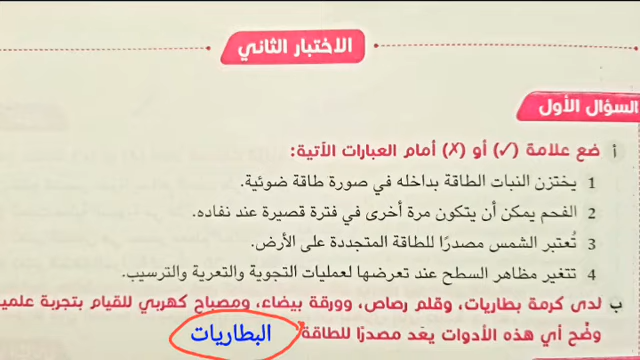 الاختبار الثاني
السؤال الأول
أ ضع علامة (✓) أو (✗) أمام العبارات الآتية:
1 يختزن النبات الطاقة بداخله في صورة طاقة ضوئية.
2 الفحم يمكن أن يتكون مرة أخرى في فترة قصيرة عند نفاده.
3 تُعتبر الشمس مصدرًا للطاقة المتجددة على الأرض.
4 تتغير مظاهر السطح عند تعرضها لعمليات التجوية والتعرية والترسيب.
ب لدى كرمة بطاريات، وقلم رصاص، وورقة بيضاء، ومصباح كهربي للقيام بتجربة علمي
وضّح أي هذه الأدوات يعد مصدرًا للطاقة البطاريات